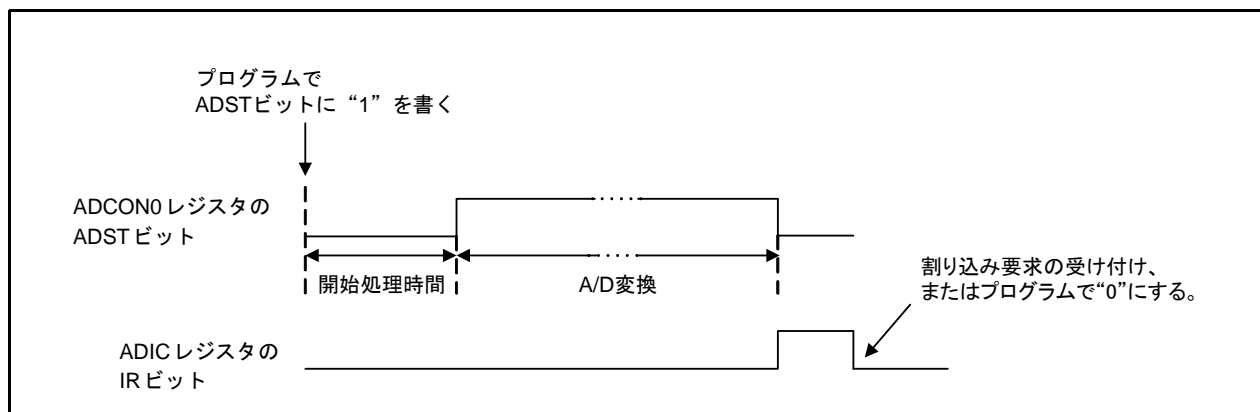 プログラムで
ADSTビットに “1” を書く
ADCON0 レジスタの
ADST ビット
開始処理時間
A/D変換
割り込み要求の受け付け、
またはプログラムで“0”にする。
ADIC レジスタの
IR ビット